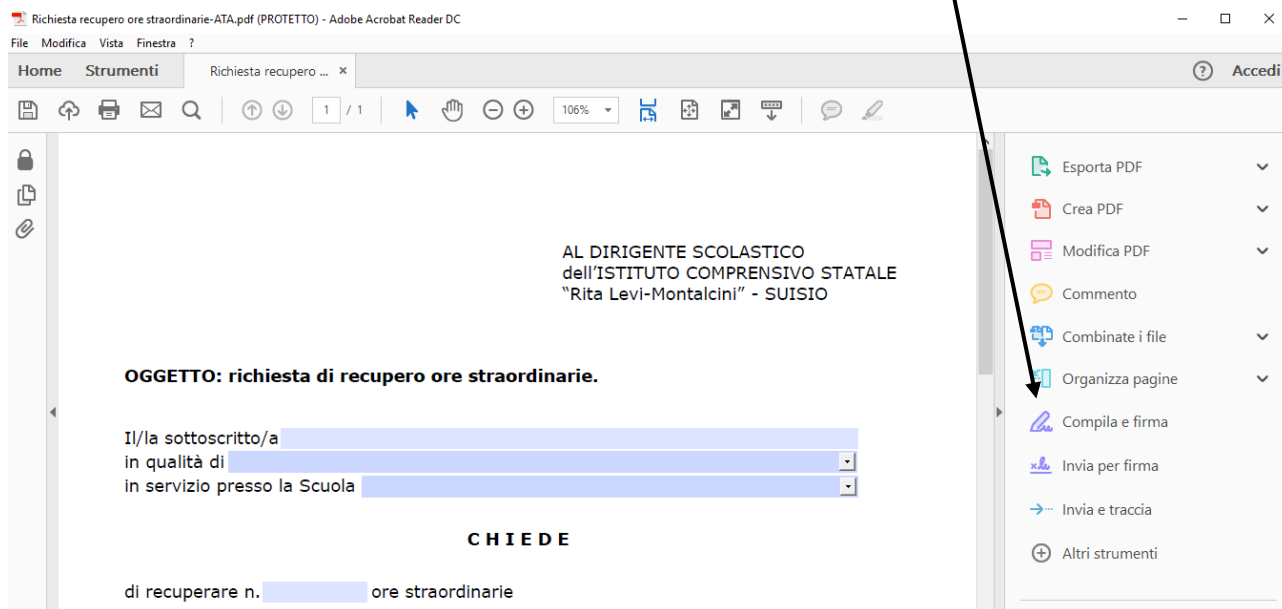 Richiesta recupero ore straordinarie-ATA.pdf (PROTETTO) - Adobe Acrobat Reader DC
File Modifica Vista Finestra ?
Home Strumenti Richiesta recupero ... × ? Accedi
1 / 1 106%
AL DIRIGENTE SCOLASTICO
dell'ISTITUTO COMPRENSIVO STATALE
“Rita Levi-Montalcini” - SUISIO
OGGETTO: richiesta di recupero ore straordinarie.
Il/la sottoscritto/a
in qualità di
in servizio presso la Scuola
C H I E D E
di recuperare n. ore straordinarie
Esporta PDF
Crea PDF
Modifica PDF
Commento
Combinate i file
Organizza pagine
Compila e firma
Invia per firma
Invia e traccia
Altri strumenti